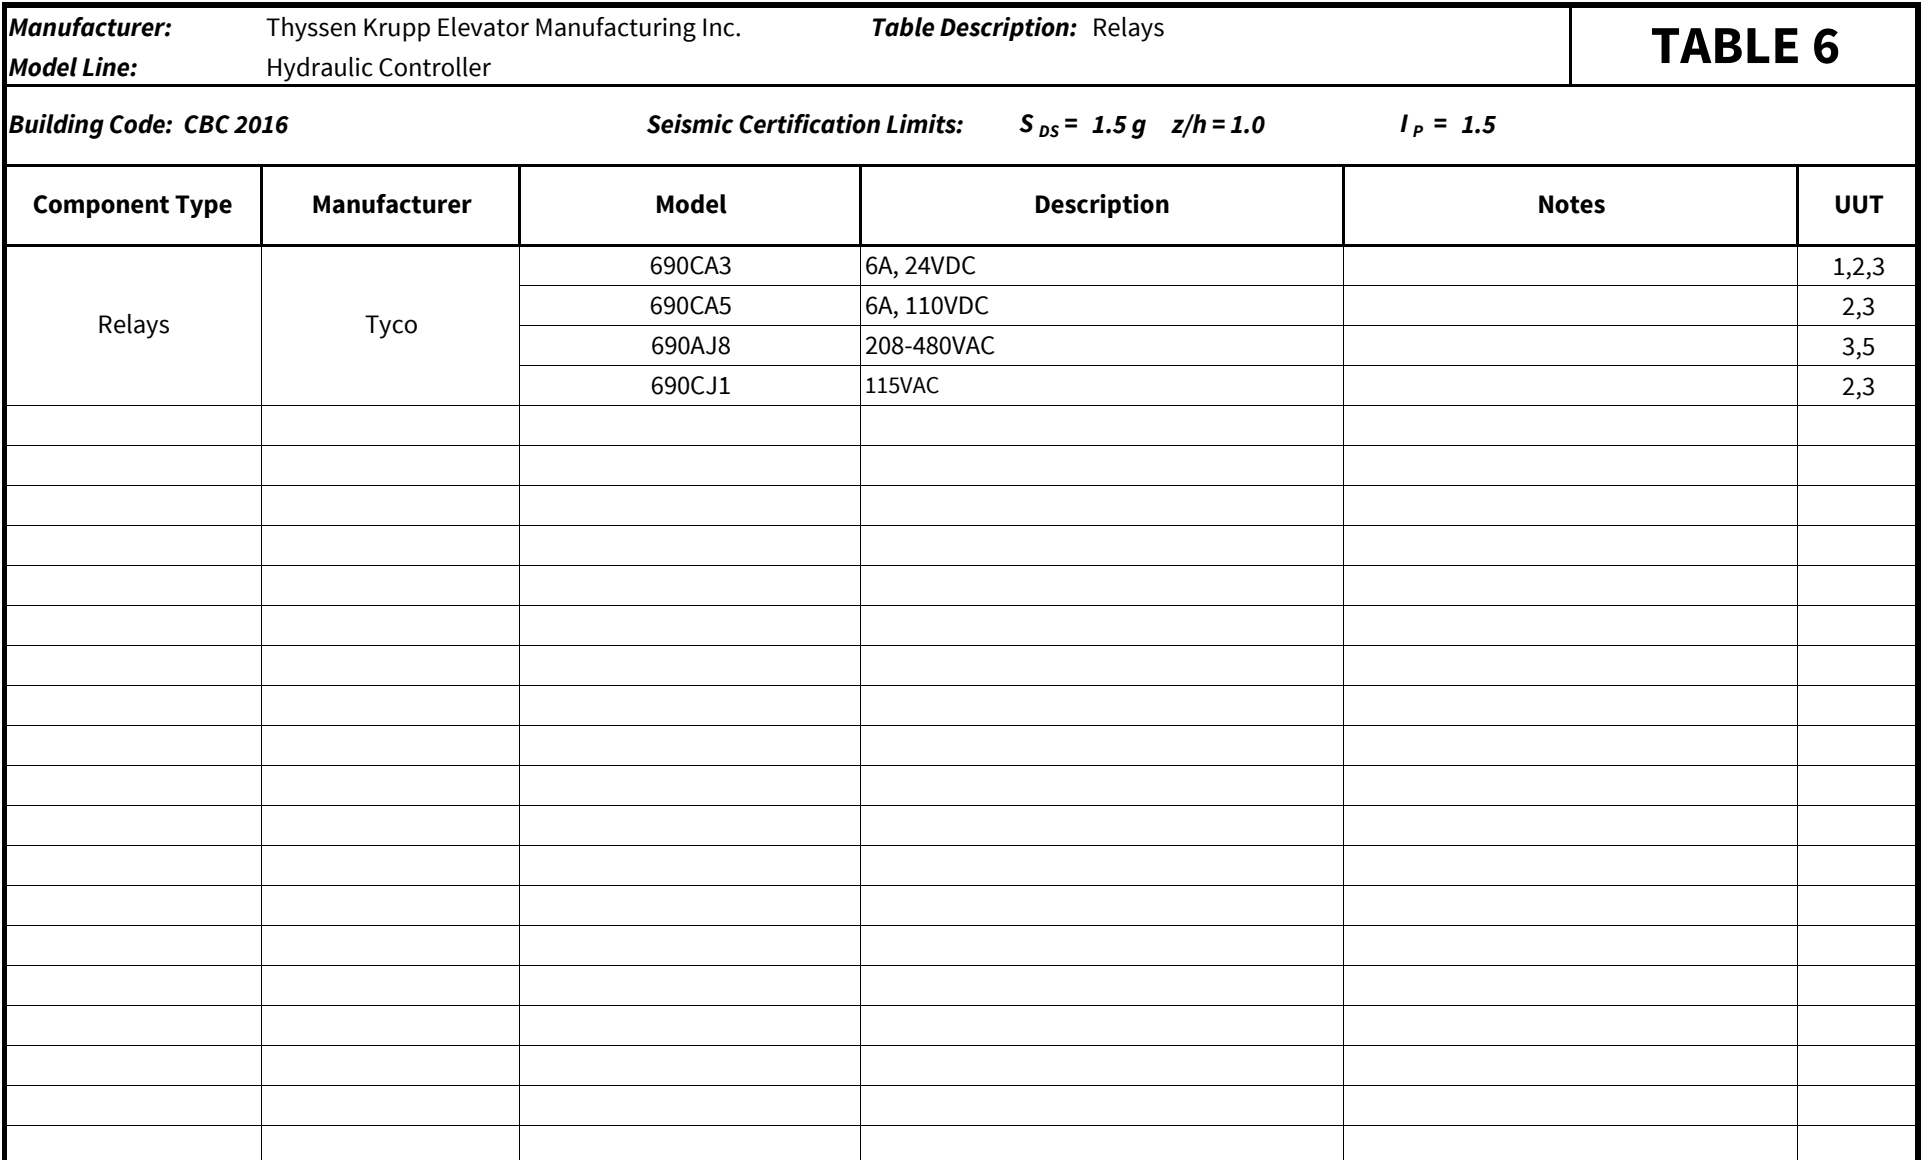 Manufacturer: Thyssen Krupp Elevator Manufacturing Inc. Table Description: Relays TABLE 6
Model Line: Hydraulic Controller
Building Code: CBC 2016 Seismic Certification Limits: S DS = 1.5 g z/h = 1.0 I P = 1.5
Component Type Manufacturer Model Description Notes UUT
Relays Tyco
690CA3 6A, 24VDC 1,2,3
690CA5 6A, 110VDC 2,3
690AJ8 208-480VAC 3,5
690CJ1 115VAC 2,3